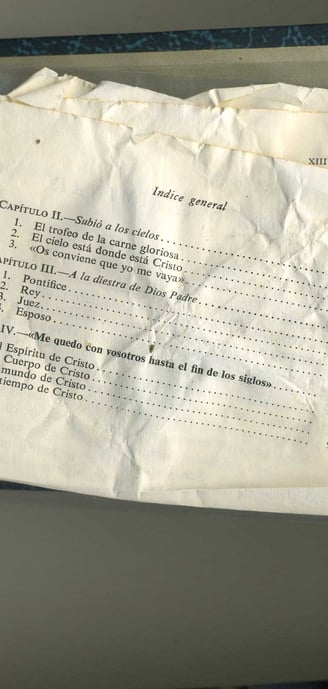 XIII
Indice general
CAPÍTULO II.—Subió a los cielos
1. El trofeo de la carne gloriosa
2. El cielo está donde está Cristo
3. «Os conviene que yo me vaya»
APÍTULO III.—A la diestra de Dios Padre
1. Pontífice
2. Rey
3. Juez
Esposo
IV.—«Me quedo con vosotros hasta el fin de los siglos»
l Espíritu de Cristo
Cuerpo de Cristo
mundo de Cristo
tiempo de Cristo